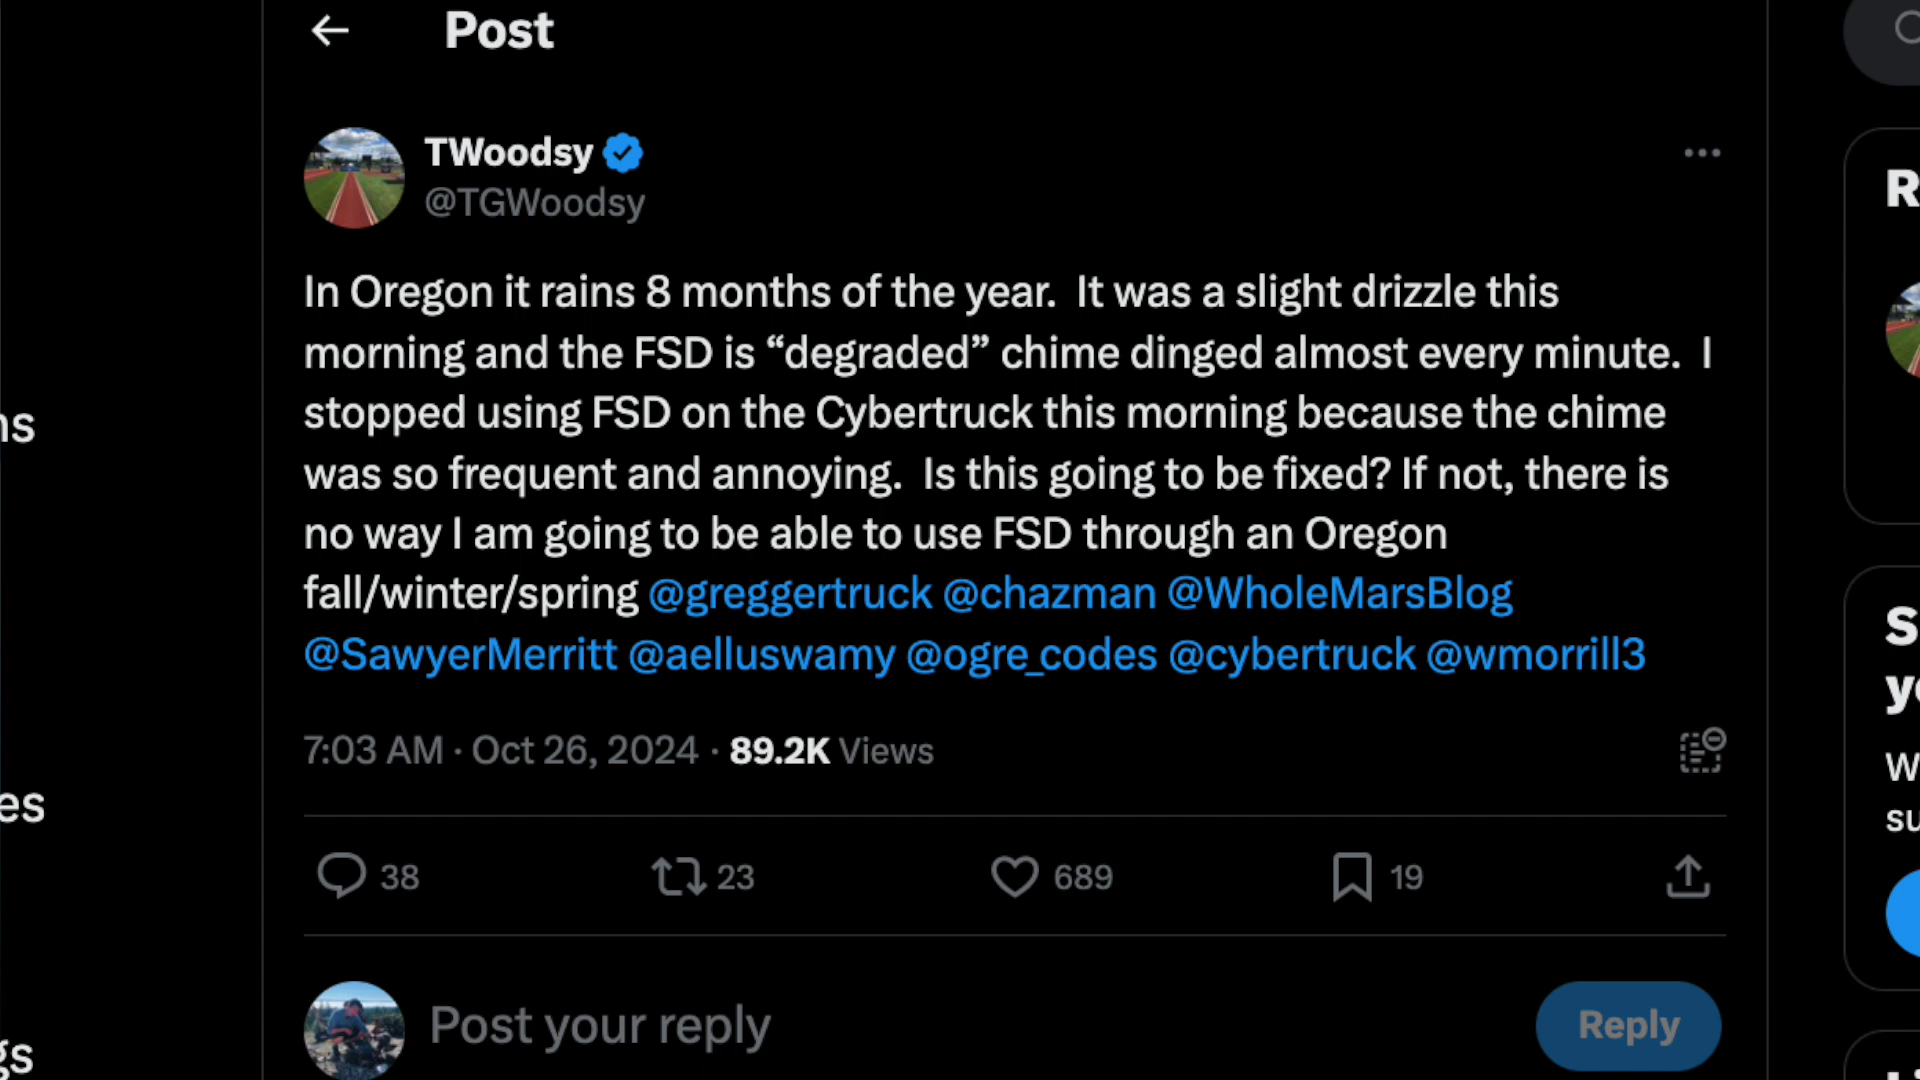 Post
TWoodsy
@TGWoodsy
In Oregon it rains 8 months of the year.  It was a slight drizzle this
morning and the FSD is “degraded” chime dinged almost every minute.  I
stopped using FSD on the Cybertruck this morning because the chime
was so frequent and annoying.  Is this going to be fixed? If not, there is
no way I am going to be able to use FSD through an Oregon
fall/winter/spring @greggertruck @chazman @WholeMarsBlog
@SawyerMerritt @aelluswamy @ogre_codes @cybertruck @wmorrill3
7:03 AM · Oct 26, 2024 · 89.2K Views
38 23 689 19
Post your reply
Reply